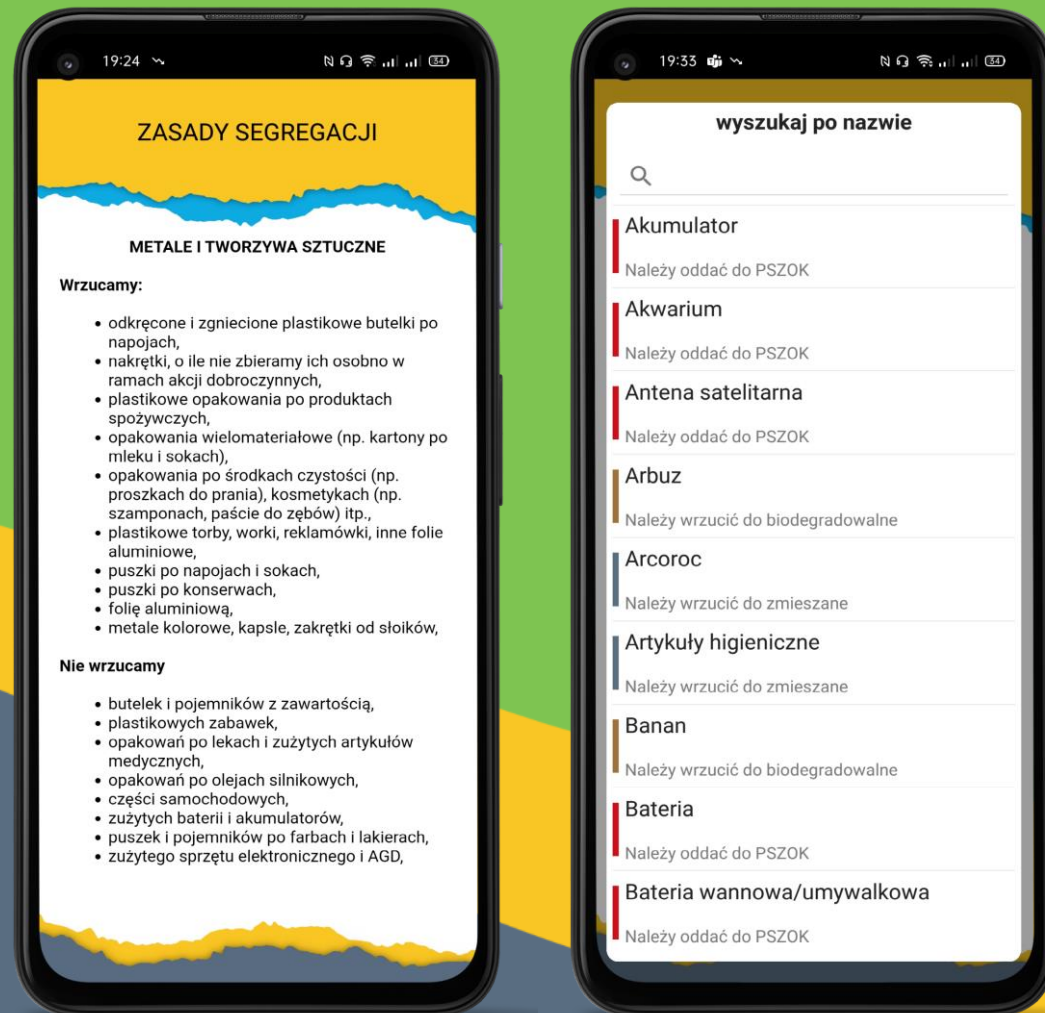 19:24
34
ZASADY SEGREGACJI
METALE I TWORZYWA SZTUCZNE
Wrzucamy:
• odkręcone i zgniecione plastikowe butelki po
napojach,
• nakrętki, o ile nie zbieramy ich osobno w
ramach akcji dobroczynnych,
• plastikowe opakowania po produktach
spożywczych,
• opakowania wielomateriałowe (np. kartony po
mleku i sokach),
• opakowania po środkach czystości (np.
proszkach do prania), kosmetykach (np.
szamponach, paście do zębów) itp.,
• plastikowe torby, worki, reklamówki, inne folie
aluminiowe,
• puszki po napojach i sokach,
• puszki po konserwach,
• folię aluminiową,
• metale kolorowe, kapsle, zakrętki od słoików,
Nie wrzucamy
• butelek i pojemników z zawartością,
• plastikowych zabawek,
• opakowań po lekach i zużytych artykułów
medycznych,
• opakowań po olejach silnikowych,
• części samochodowych,
• zużytych baterii i akumulatorów,
• puszek i pojemników po farbach i lakierach,
• zużytego sprzętu elektronicznego i AGD,
19:33
34
wyszukaj po nazwie
Akumulator
Należy oddać do PSZOK
Akwarium
Należy oddać do PSZOK
Antena satelitarna
Należy oddać do PSZOK
Arbuz
Należy wrzucić do biodegradowalne
Arcoroc
Należy wrzucić do zmieszane
Artykuły higieniczne
Należy wrzucić do zmieszane
Banan
Należy wrzucić do biodegradowalne
Bateria
Należy oddać do PSZOK
Bateria wannowa/umywalkowa
Należy oddać do PSZOK